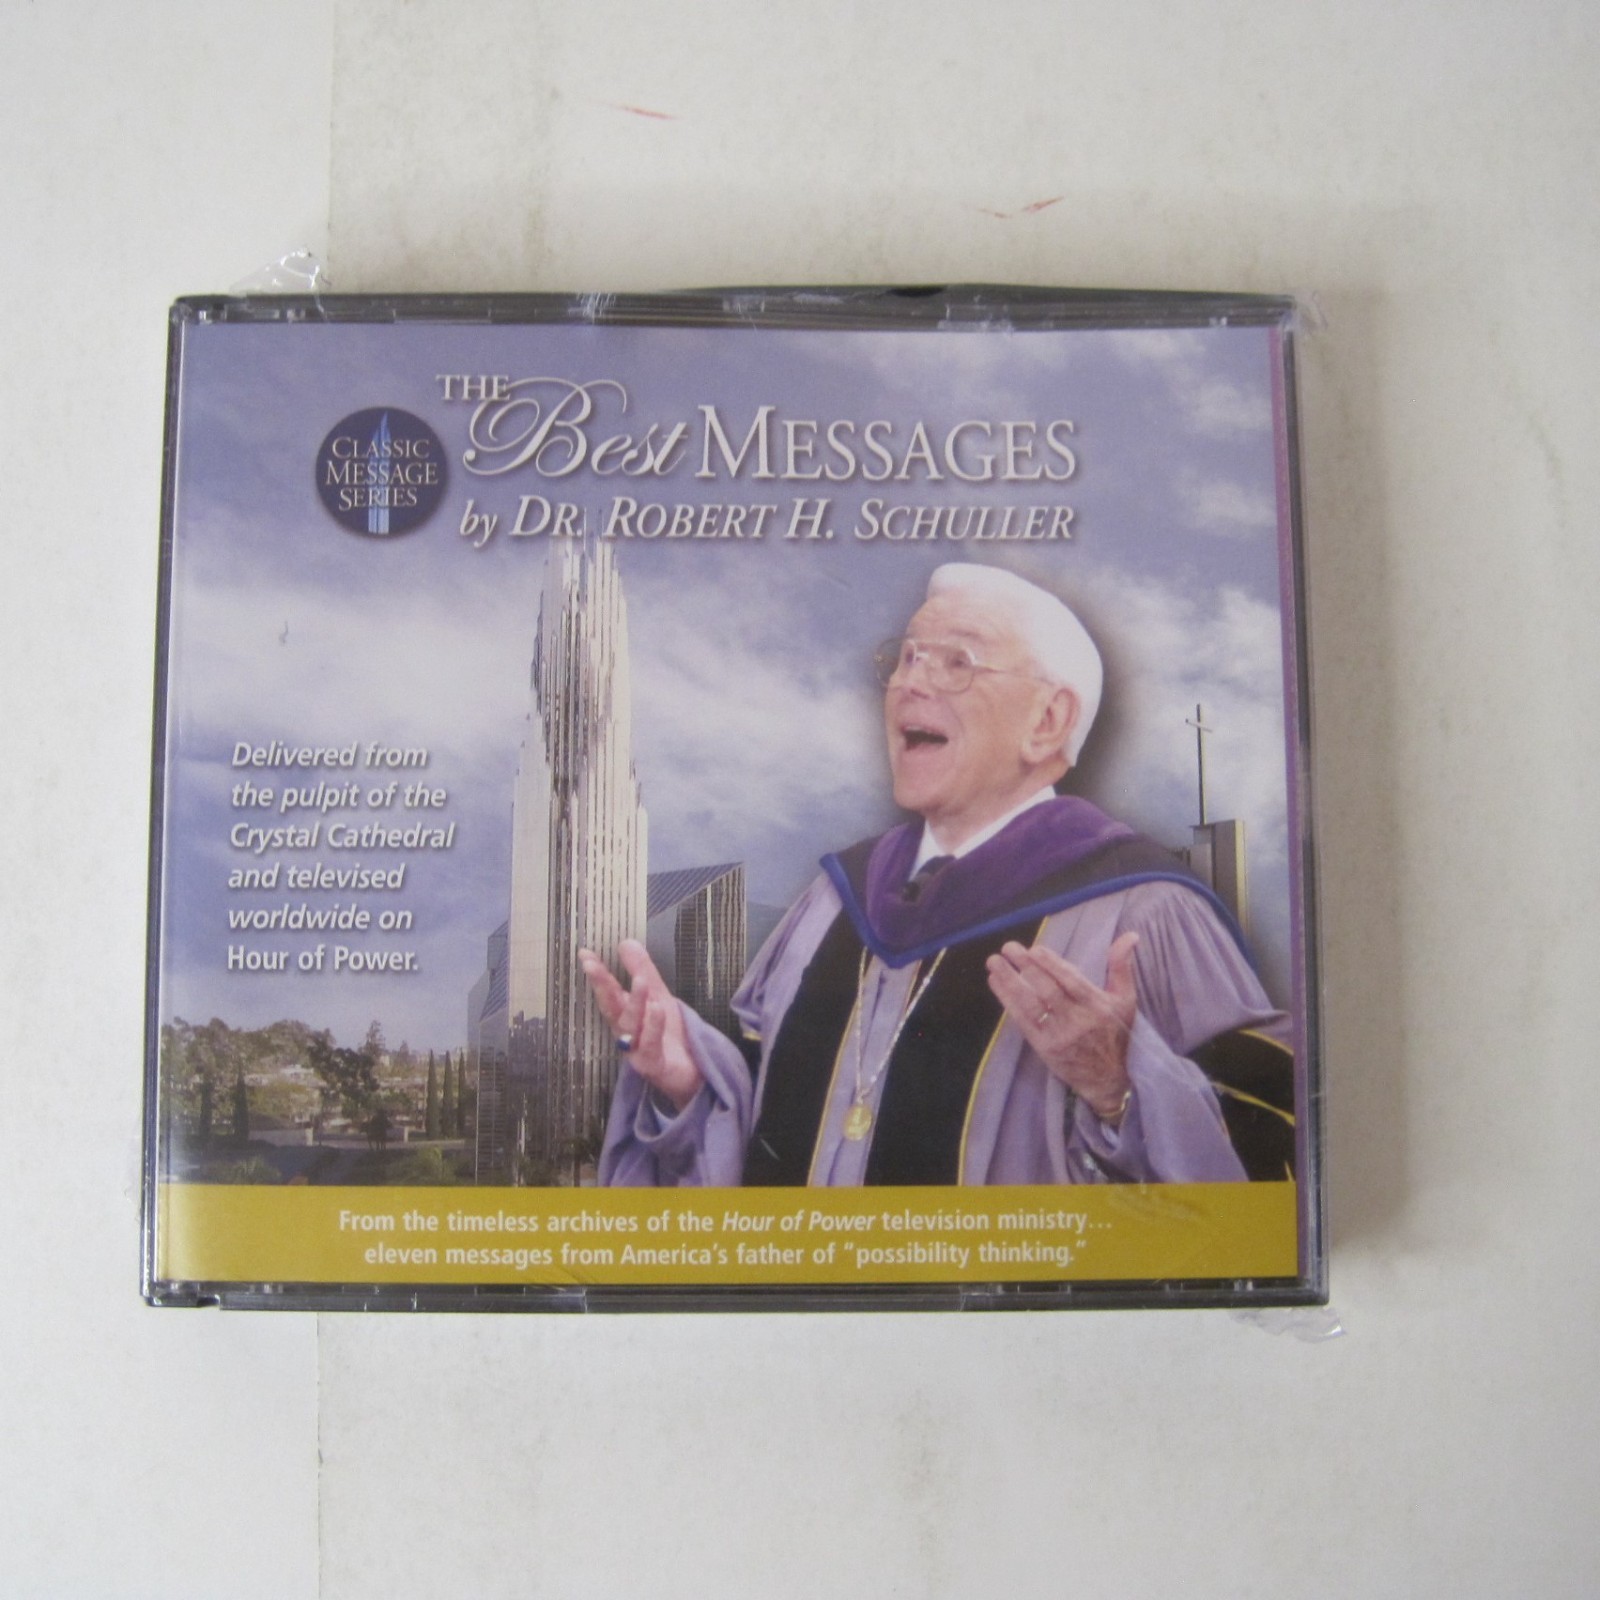 THE Best MESSAGES
by DR. ROBERT H. SCHULLER
CLASSIC
MESSAGE
SERIES
Delivered from
the pulpit of the
Crystal Cathedral
and televised
worldwide on
Hour of Power.
From the timeless archives of the Hour of Power television ministry...
eleven messages from America's father of "possibility thinking."